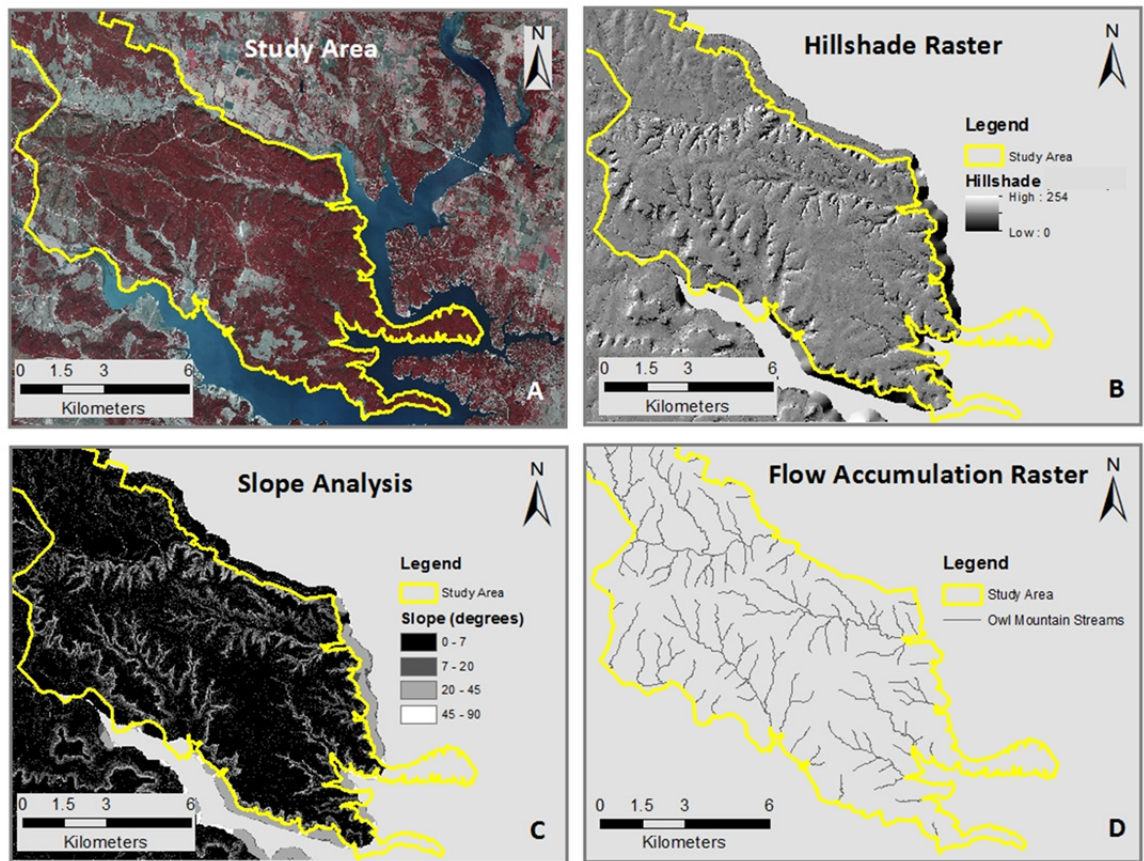 Study Area
N
0 1.5 3 6
Kilometers
A
Hillshade Raster
N
Legend
Study Area
Hillshade
High : 254
Low : 0
0 1.5 3 6
Kilometers
B
Slope Analysis
N
Legend
Study Area
Slope (degrees)
0 - 7
7 - 20
20 - 45
45 - 90
0 1.5 3 6
Kilometers
C
Flow Accumulation Raster
N
Legend
Study Area
Owl Mountain Streams
0 1.5 3 6
Kilometers
D